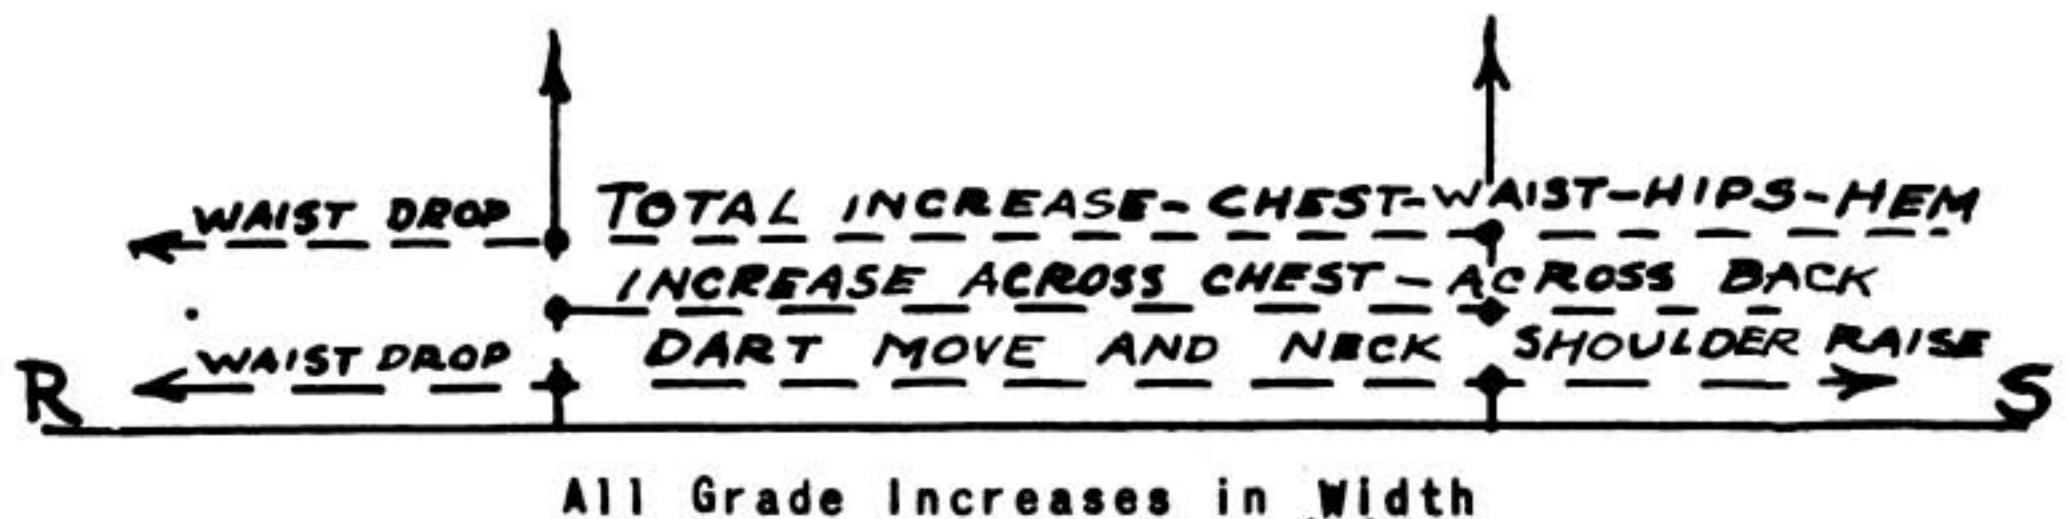 WAIST DROP TOTAL INCREASE-CHEST-WAIST-HIPS-HEM
INCREASE ACROSS CHEST-ACROSS BACK
R WAIST DROP DART MOVE AND NECK SHOULDER RAISE S
All Grade Increases in Width